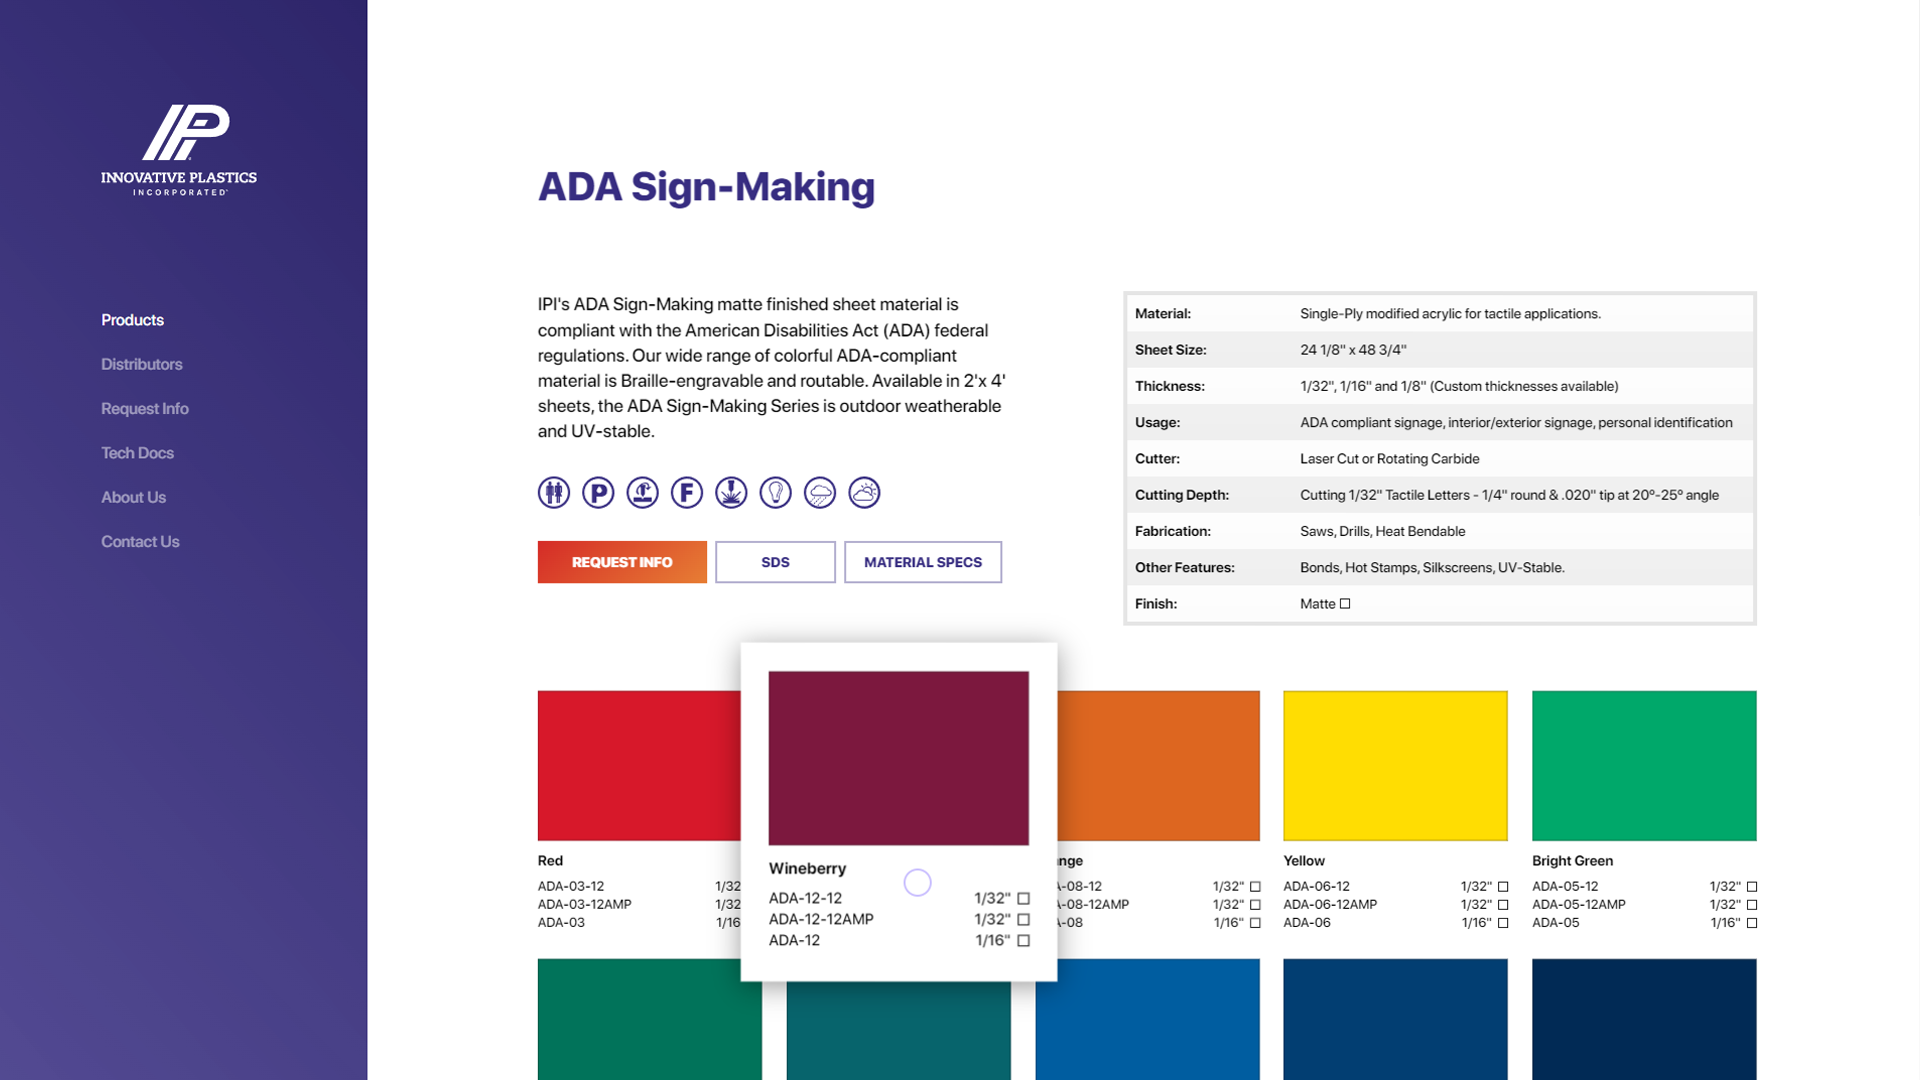 IP
INNOVATIVE PLASTICS
INCORPORATED
Products
Distributors
Request Info
Tech Docs
About Us
Contact Us
ADA Sign-Making
IPI's ADA Sign-Making matte finished sheet material is
compliant with the American Disabilities Act (ADA) federal
regulations. Our wide range of colorful ADA-compliant
material is Braille-engravable and routable. Available in 2'x 4'
sheets, the ADA Sign-Making Series is outdoor weatherable
and UV-stable.
P F
REQUEST INFO
SDS
MATERIAL SPECS
Material: Single-Ply modified acrylic for tactile applications.
Sheet Size: 24 1/8" x 48 3/4"
Thickness: 1/32", 1/16" and 1/8" (Custom thicknesses available)
Usage: ADA compliant signage, interior/exterior signage, personal identification
Cutter: Laser Cut or Rotating Carbide
Cutting Depth: Cutting 1/32" Tactile Letters - 1/4" round & .020" tip at 20º-25º angle
Fabrication: Saws, Drills, Heat Bendable
Other Features: Bonds, Hot Stamps, Silkscreens, UV-Stable.
Finish: Matte ☐
Red
ADA-03-12 1/32
ADA-03-12AMP 1/32
ADA-03 1/16
Wineberry
ADA-12-12 1/32" ☐
ADA-12-12AMP 1/32" ☐
ADA-12 1/16" ☐
nge
-08-12 1/32" ☐
-08-12AMP 1/32" ☐
-08 1/16" ☐
Yellow
ADA-06-12 1/32" ☐
ADA-06-12AMP 1/32" ☐
ADA-06 1/16" ☐
Bright Green
ADA-05-12 1/32" ☐
ADA-05-12AMP 1/32" ☐
ADA-05 1/16" ☐